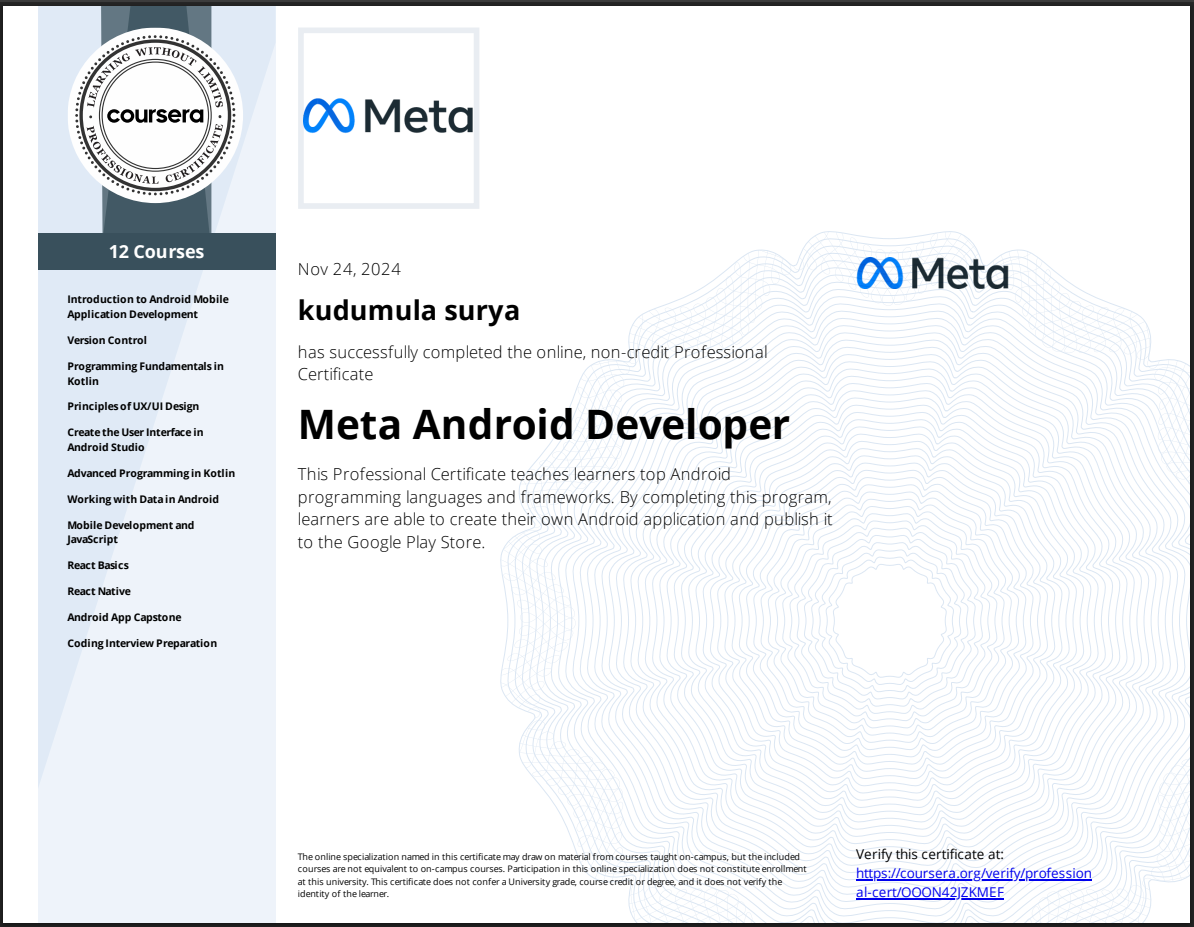 LEARNING WITHOUT LIMITS
coursera
PROFESSIONAL CERTIFICATE
12 Courses
Introduction to Android Mobile
Application Development
Version Control
Programming Fundamentals in
Kotlin
Principles of UX/UI Design
Create the User Interface in
Android Studio
Advanced Programming in Kotlin
Working with Data in Android
Mobile Development and
JavaScript
React Basics
React Native
Android App Capstone
Coding Interview Preparation
Meta
Nov 24, 2024
kudumula surya
has successfully completed the online, non-credit Professional
Certificate
Meta Android Developer
This Professional Certificate teaches learners top Android
programming languages and frameworks. By completing this program,
learners are able to create their own Android application and publish it
to the Google Play Store.
Meta
The online specialization named in this certificate may draw on material from courses taught on-campus, but the included
courses are not equivalent to on-campus courses. Participation in this online specialization does not constitute enrollment
at this university. This certificate does not confer a University grade, course credit or degree, and it does not verify the
identity of the learner.
Verify this certificate at:
https://coursera.org/verify/profession
al-cert/OOON42JZKMEF